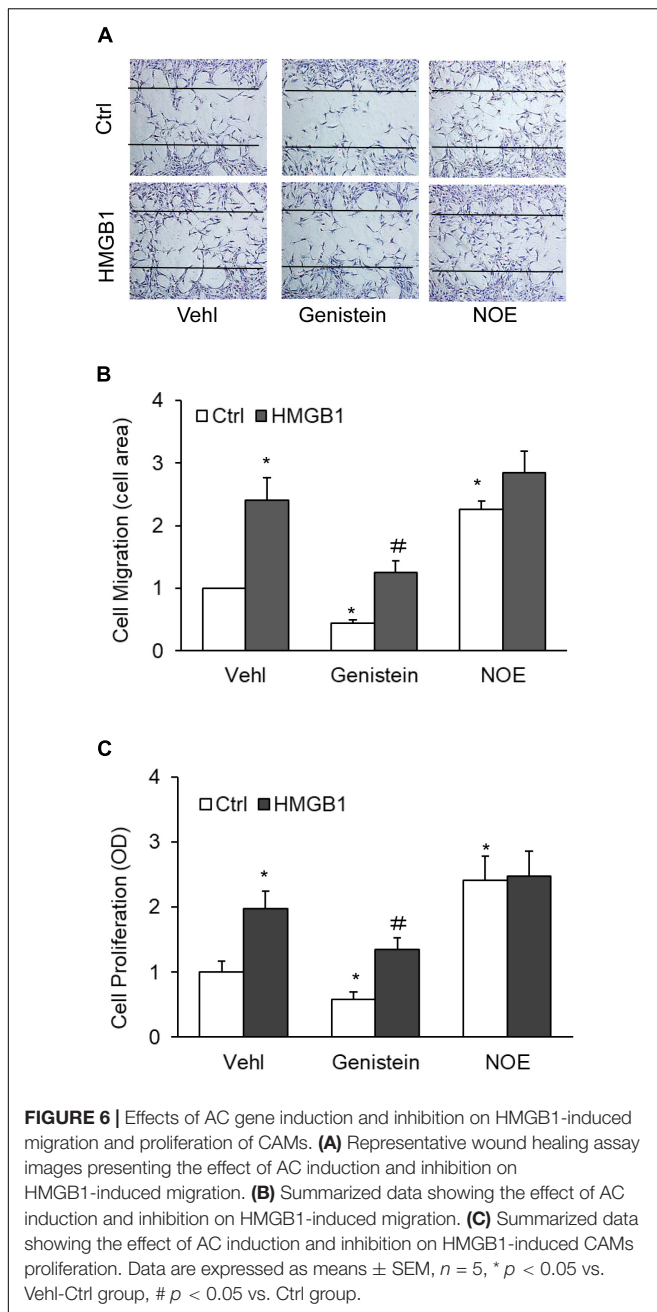 A
Ctrl
HMGB1
Vehl Genistein NOE
B
4
3
2
1
0
Cell Migration (cell area)
Ctrl HMGB1
*
*
#
*
Vehl Genistein NOE
C
4
3
2
1
0
Cell Proliferation (OD)
Ctrl HMGB1
*
*
#
*
Vehl Genistein NOE
FIGURE 6 | Effects of AC gene induction and inhibition on HMGB1-induced
migration and proliferation of CAMs. (A) Representative wound healing assay
images presenting the effect of AC induction and inhibition on
HMGB1-induced migration. (B) Summarized data showing the effect of AC
induction and inhibition on HMGB1-induced migration. (C) Summarized data
showing the effect of AC induction and inhibition on HMGB1-induced CAMs
proliferation. Data are expressed as means ± SEM, n = 5, * p < 0.05 vs.
Vehl-Ctrl group, # p < 0.05 vs. Ctrl group.